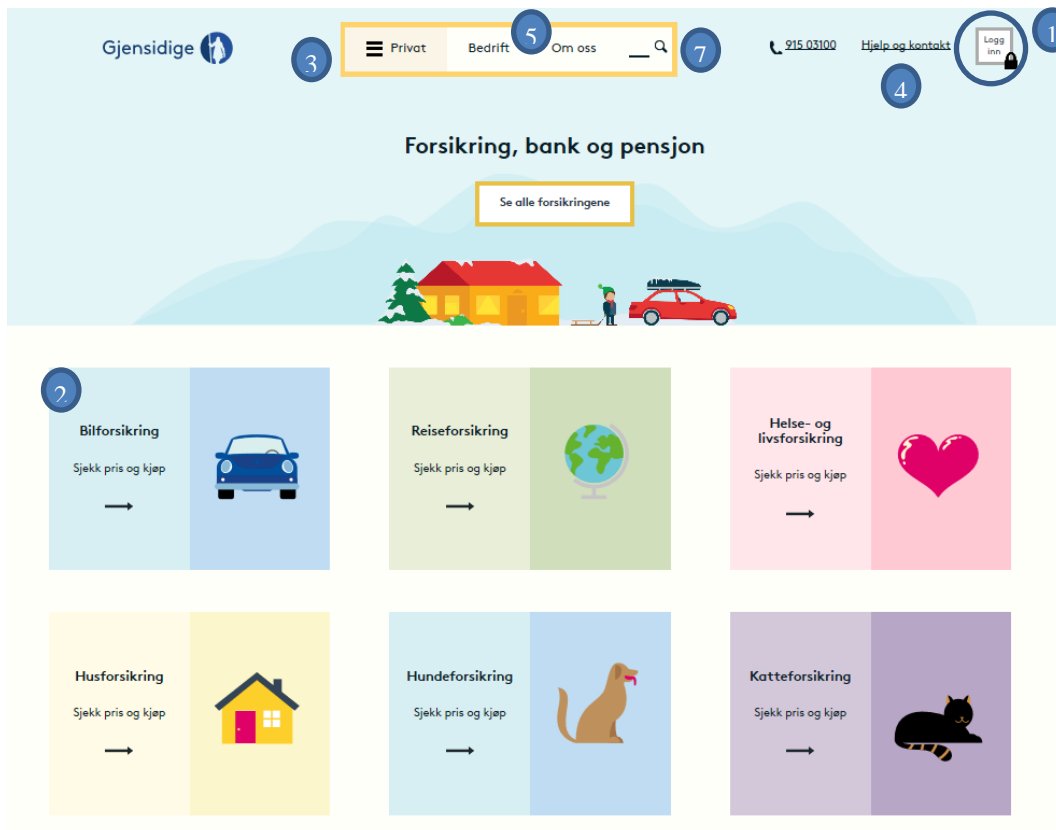 Gjensidige
3
Privat
Bedrift
5
Om oss
7
915 03100
Hjelp og kontakt
4
Logg
inn
1
Forsikring, bank og pensjon
Se alle forsikringene
2
Bilforsikring
Sjekk pris og kjøp
Reiseforsikring
Sjekk pris og kjøp
Helse- og
livsforsikring
Sjekk pris og kjøp
Husforsikring
Sjekk pris og kjøp
Hundeforsikring
Sjekk pris og kjøp
Katteforsikring
Sjekk pris og kjøp